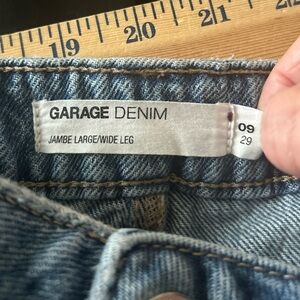 19 20 21
GARAGE DENIM
JAMBE LARGE/WIDE LEG
09
29